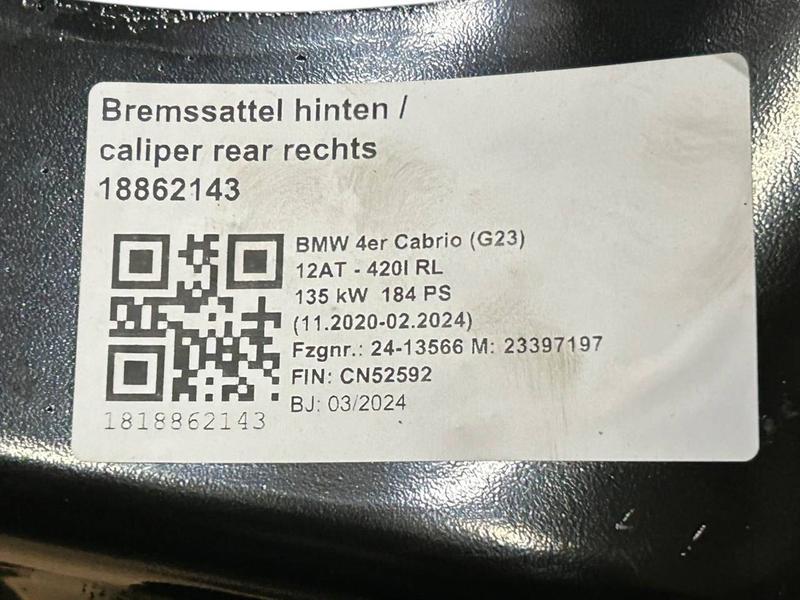 Bremssattel hinten /
caliper rear rechts
18862143
BMW 4er Cabrio (G23)
12AT - 420I RL
135 kW 184 PS
(11.2020-02.2024)
Fzgnr.: 24-13566 M: 23397197
FIN: CN52592
BJ: 03/2024
1818862143